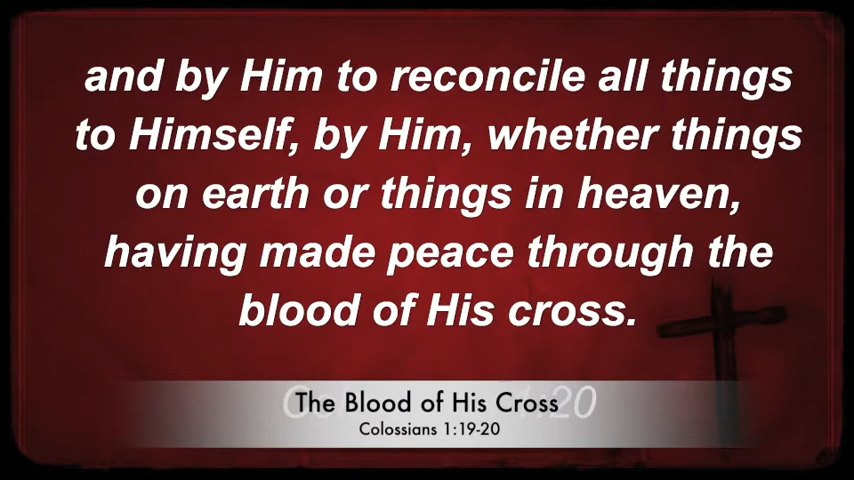 and by Him to reconcile all things
to Himself, by Him, whether things
on earth or things in heaven,
having made peace through the
blood of His cross.
The Blood of His Cross
Colossians 1:19-20